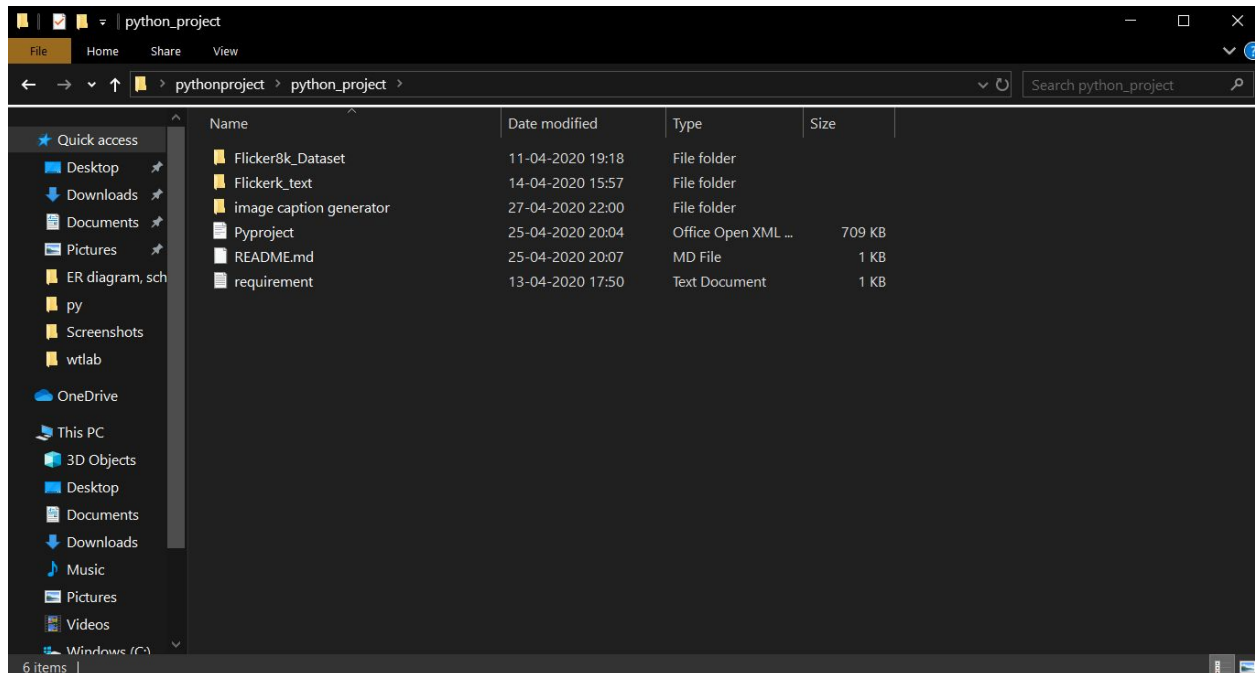 python_project
File Home Share View
pythonproject > python_project >
Search python_project
Quick access
Desktop
Downloads
Documents
Pictures
ER diagram, sch
py
Screenshots
wtlab
OneDrive
This PC
3D Objects
Desktop
Documents
Downloads
Music
Pictures
Videos
Windows (C:)
Name Date modified Type Size
Flicker8k_Dataset 11-04-2020 19:18 File folder
Flickerk_text 14-04-2020 15:57 File folder
image caption generator 27-04-2020 22:00 File folder
Pyproject 25-04-2020 20:04 Office Open XML ... 709 KB
README.md 25-04-2020 20:07 MD File 1 KB
requirement 13-04-2020 17:50 Text Document 1 KB
6 items